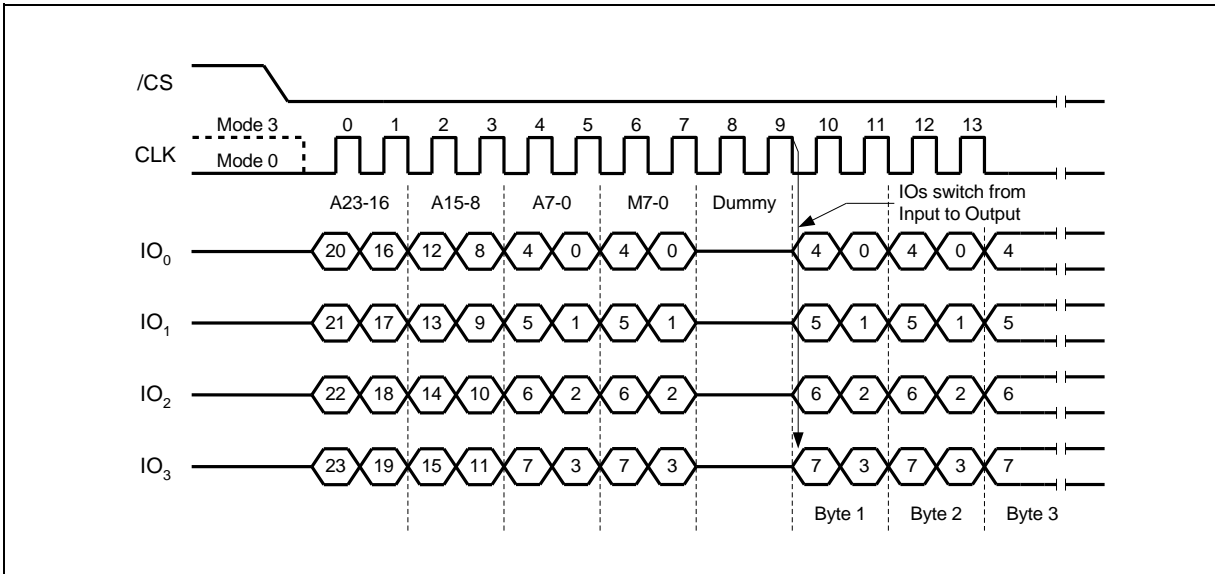 /CS
Mode 3 0 1 2 3 4 5 6 7 8 9 10 11 12 13
CLK
Mode 0
A23-16 A15-8 A7-0 M7-0 Dummy
IOs switch from
Input to Output
IO0 20 16 12 8 4 0 4 0 4 0 4 0 4
IO1 21 17 13 9 5 1 5 1 5 1 5 1 5
IO2 22 18 14 10 6 2 6 2 6 2 6 2 6
IO3 23 19 15 11 7 3 7 3 7 3 7 3 7
Byte 1 Byte 2 Byte 3